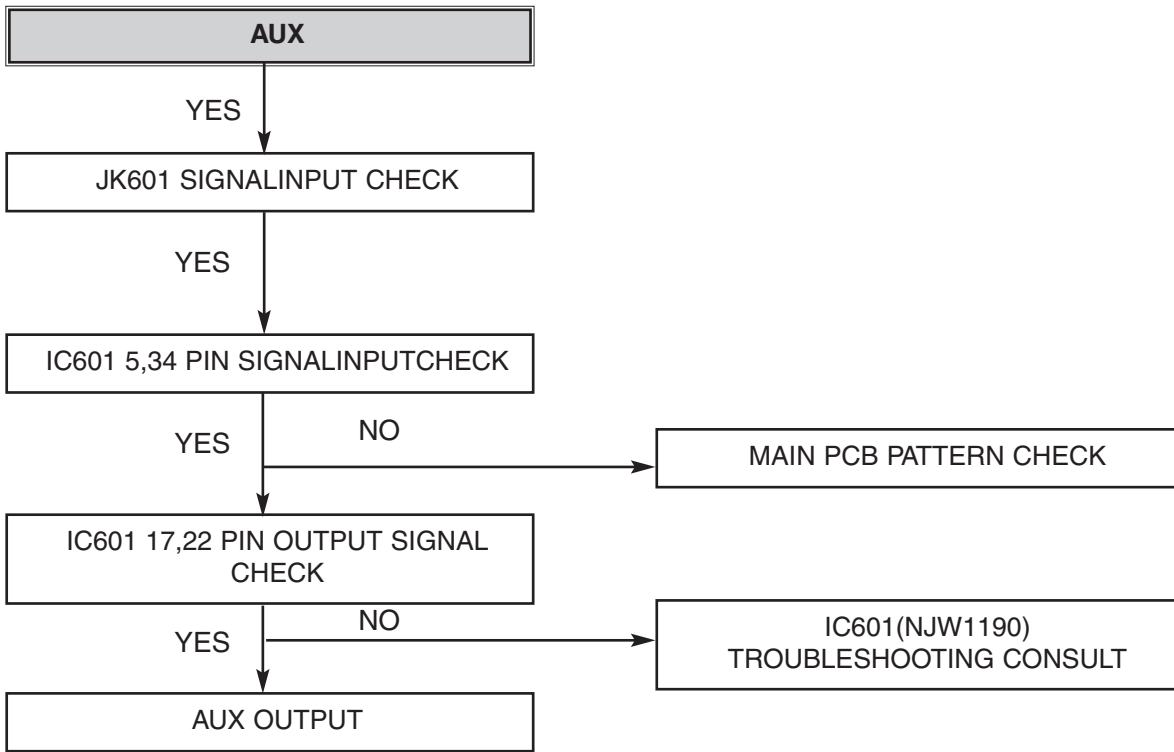 AUX
YES
JK601 SIGNALINPUT CHECK
YES
IC601 5,34 PIN SIGNALINPUTCHECK
YES
NO
MAIN PCB PATTERN CHECK
IC601 17,22 PIN OUTPUT SIGNAL
CHECK
YES
NO
IC601(NJW1190)
TROUBLESHOOTING CONSULT
AUX OUTPUT